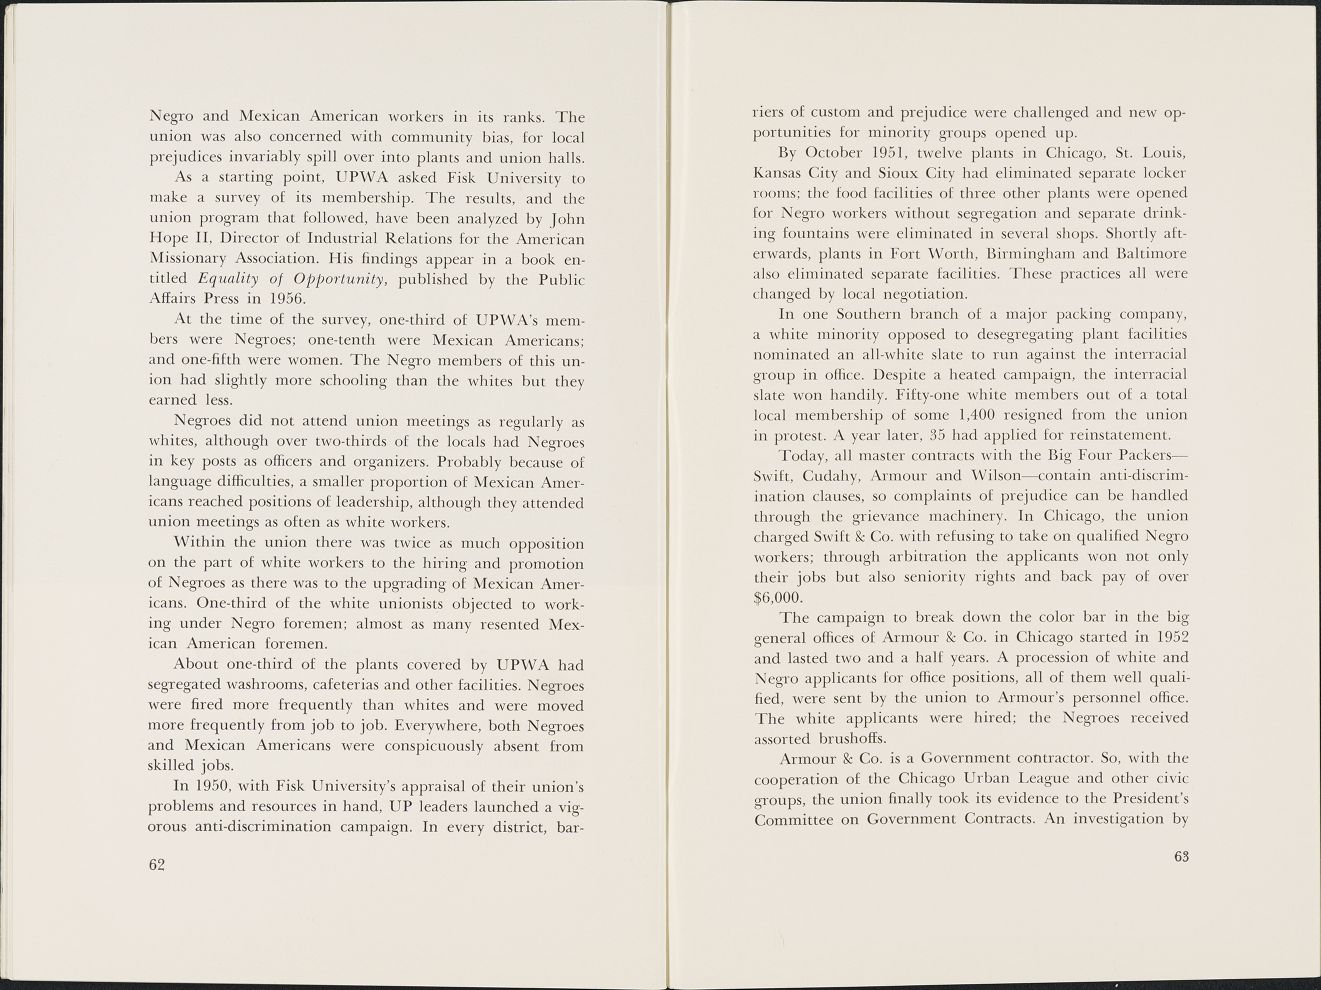 Negro and Mexican American workers in its ranks. The
union was also concerned with community bias, for local
prejudices invariably spill over into plants and union halls.
As a starting point, UPWA asked Fisk University to
make a survey of its membership. The results, and the
union program that followed, have been analyzed by John
Hope II, Director of Industrial Relations for the American
Missionary Association. His findings appear in a book en-
titled Equality of Opportunity, published by the Public
Affairs Press in 1956.
At the time of the survey, one-third of UPWA's mem-
bers were Negroes; one-tenth were Mexican Americans;
and one-fifth were women. The Negro members of this un-
ion had slightly more schooling than the whites but they
earned less.
Negroes did not attend union meetings as regularly as
whites, although over two-thirds of the locals had Negroes
in key posts as officers and organizers. Probably because of
language difficulties, a smaller proportion of Mexican Amer-
icans reached positions of leadership, although they attended
union meetings as often as white workers.
Within the union there was twice as much opposition
on the part of white workers to the hiring and promotion
of Negroes as there was to the upgrading of Mexican Amer-
icans. One-third of the white unionists objected to work-
ing under Negro foremen; almost as many resented Mex-
ican American foremen.
About one-third of the plants covered by UPWA had
segregated washrooms, cafeterias and other facilities. Negroes
were fired more frequently than whites and were moved
more frequently from job to job. Everywhere, both Negroes
and Mexican Americans were conspicuously absent from
skilled jobs.
In 1950, with Fisk University's appraisal of their union's
problems and resources in hand, UP leaders launched a vig-
orous anti-discrimination campaign. In every district, bar-
62
riers of custom and prejudice were challenged and new op-
portunities for minority groups opened up.
By October 1951, twelve plants in Chicago, St. Louis,
Kansas City and Sioux City had eliminated separate locker
rooms; the food facilities of three other plants were opened
for Negro workers without segregation and separate drink-
ing fountains were eliminated in several shops. Shortly aft-
erwards, plants in Fort Worth, Birmingham and Baltimore
also eliminated separate facilities. These practices all were
changed by local negotiation.
In one Southern branch of a major packing company,
a white minority opposed to desegregating plant facilities
nominated an all-white slate to run against the interracial
group in office. Despite a heated campaign, the interracial
slate won handily. Fifty-one white members out of a total
local membership of some 1,400 resigned from the union
in protest. A year later, 35 had applied for reinstatement.
Today, all master contracts with the Big Four Packers—
Swift, Cudahy, Armour and Wilson—contain anti-discrim-
ination clauses, so complaints of prejudice can be handled
through the grievance machinery. In Chicago, the union
charged Swift & Co. with refusing to take on qualified Negro
workers; through arbitration the applicants won not only
their jobs but also seniority rights and back pay of over
$6,000.
The campaign to break down the color bar in the big
general offices of Armour & Co. in Chicago started in 1952
and lasted two and a half years. A procession of white and
Negro applicants for office positions, all of them well quali-
fied, were sent by the union to Armour's personnel office.
The white applicants were hired; the Negroes received
assorted brushoffs.
Armour & Co. is a Government contractor. So, with the
cooperation of the Chicago Urban League and other civic
groups, the union finally took its evidence to the President's
Committee on Government Contracts. An investigation by
63